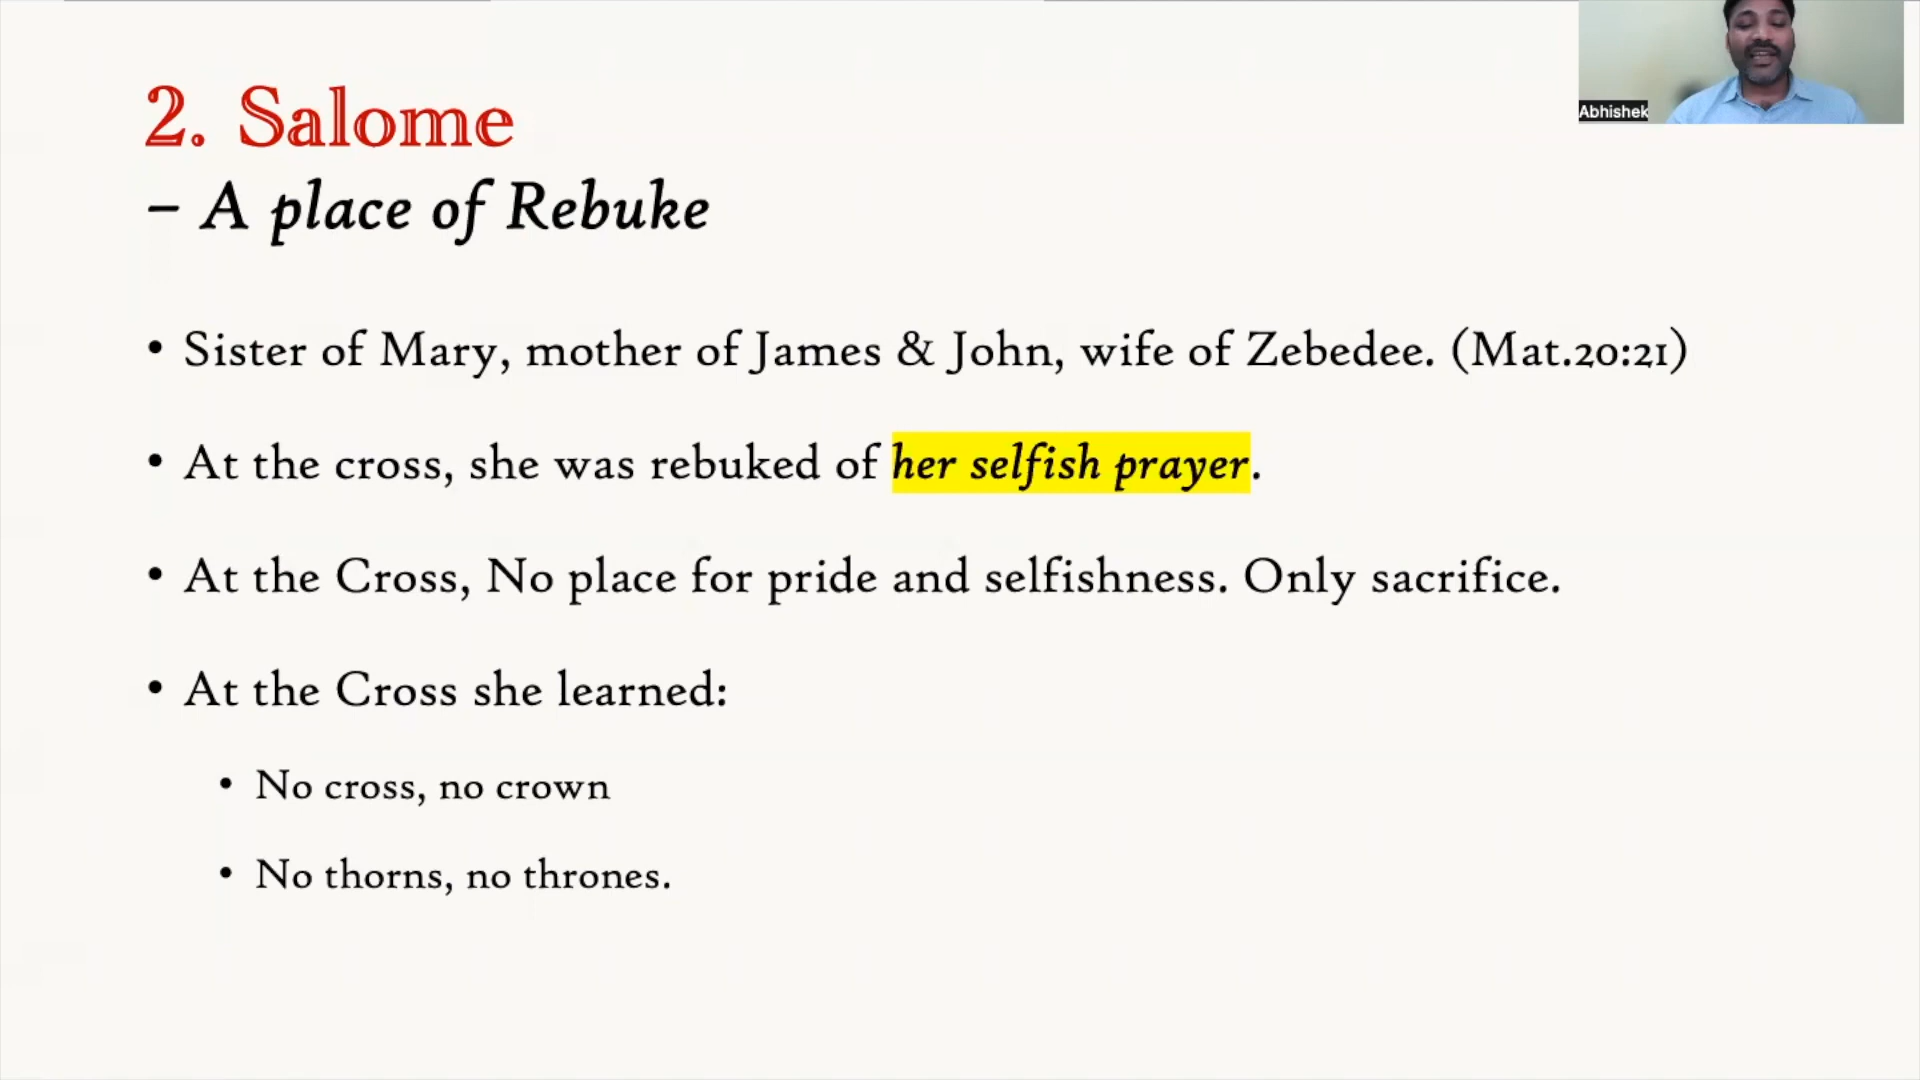 2. Salome
– A place of Rebuke
• Sister of Mary, mother of James & John, wife of Zebedee. (Mat.20:21)
• At the cross, she was rebuked of her selfish prayer.
• At the Cross, No place for pride and selfishness. Only sacrifice.
• At the Cross she learned:
• No cross, no crown
• No thorns, no thrones.
Abhishek